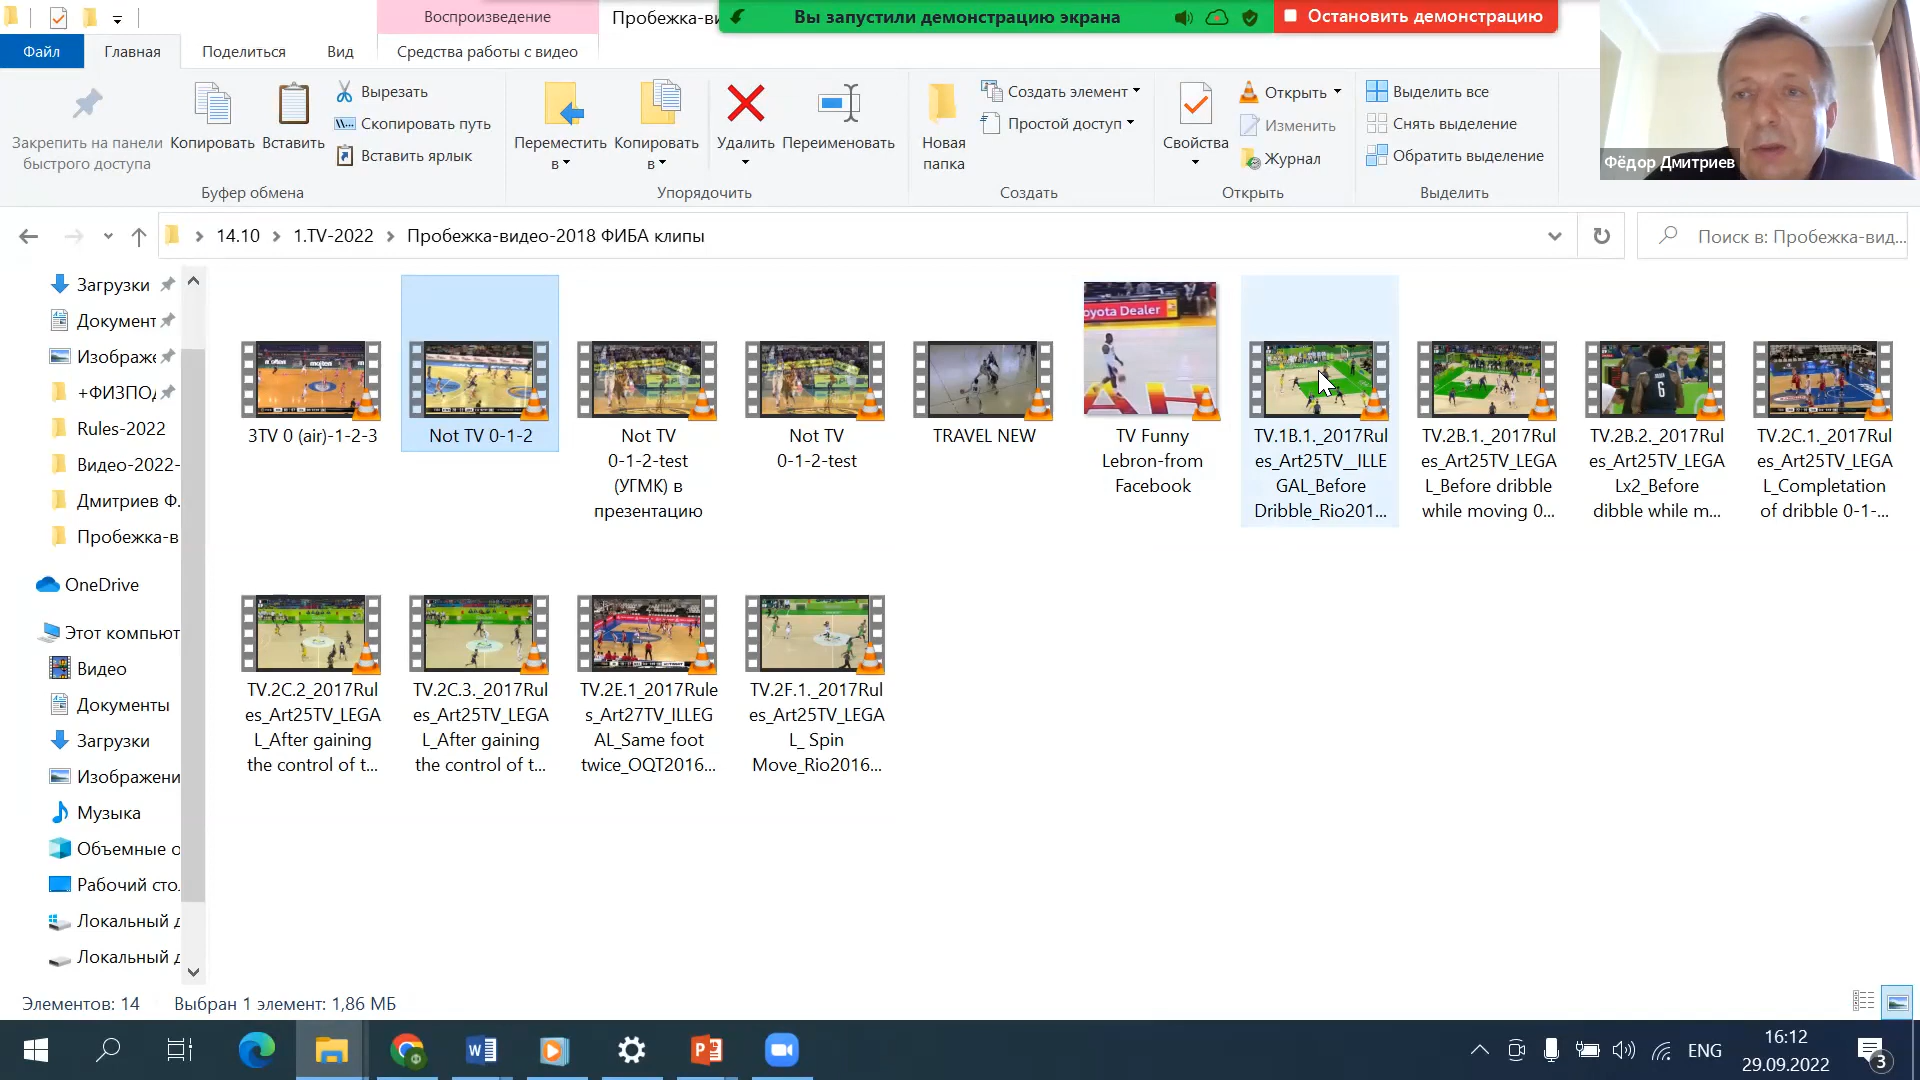 Воспроизведение
Пробежка-ви
Вы запустили демонстрацию экрана
Остановить демонстрацию
Файл
Главная
Поделиться
Вид
Средства работы с видео
Закрепить на панели
быстрого доступа
Копировать
Вставить
Вырезать
Скопировать путь
Вставить ярлык
Буфер обмена
Переместить
в
Копировать
в
Удалить
Переименовать
Упорядочить
Новая
папка
Создать элемент
Простой доступ
Создать
Свойства
Открыть
Изменить
Журнал
Открыть
Выделить все
Снять выделение
Обратить выделение
Выделить
Фёдор Дмитриев
14.10
1.TV-2022
Пробежка-видео-2018 ФИБА клипы
Поиск в: Пробежка-вид...
Загрузки
Документ
Изображе
+ФИЗПОД
Rules-2022
Видео-2022-
Дмитриев Ф.
Пробежка-в
OneDrive
Этот компьют
Видео
Документы
Загрузки
Изображени
Музыка
Объемные о
Рабочий сто.
Локальный д
Локальный д
3TV 0 (air)-1-2-3
Not TV 0-1-2
Not TV
0-1-2-test
(УГМК) в
презентацию
Not TV
0-1-2-test
TRAVEL NEW
oyota Dealer
TV Funny
Lebron-from
Facebook
TV.1B.1._2017Rul
es_Art25TV__ILLE
GAL_Before
Dribble_Rio201...
TV.2B.1._2017Rul
es_Art25TV_LEGA
L_Before dribble
while moving 0...
6
TV.2B.2._2017Rul
es_Art25TV_LEGA
Lx2_Before
dibble while m...
TV.2C.1._2017Rul
es_Art25TV_LEGA
L_Completation
of dribble 0-1-...
TV.2C.2_2017Rul
es_Art25TV_LEGA
L_After gaining
the control of t...
TV.2C.3._2017Rul
es_Art25TV_LEGA
L_After gaining
the control of t...
TV.2E.1_2017Rule
s_Art27TV_ILLEG
AL_Same foot
twice_OQT2016...
TV.2F.1._2017Rul
es_Art25TV_LEGA
L_ Spin
Move_Rio2016...
Элементов: 14
Выбран 1 элемент: 1,86 МБ
ENG
16:12
29.09.2022
3